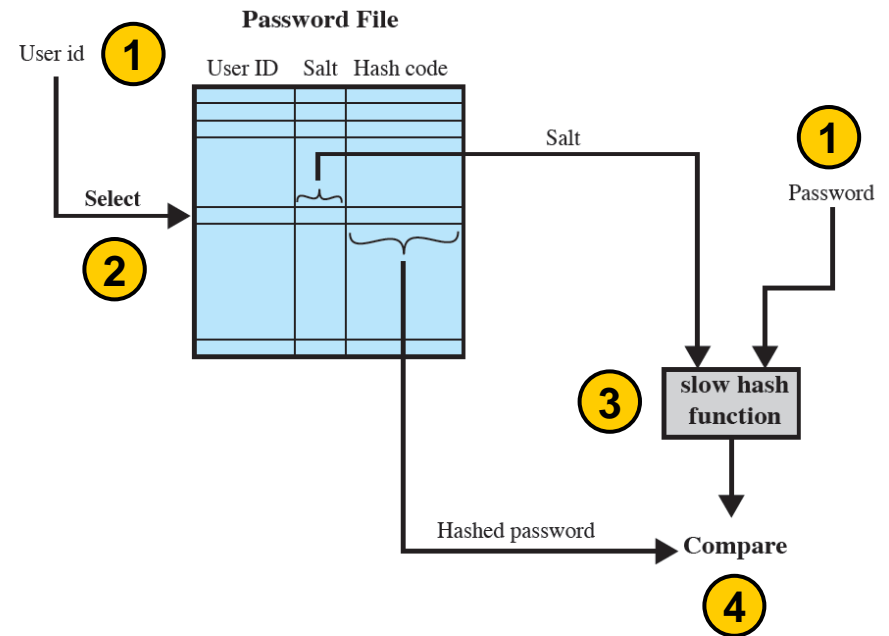 Password File
User id
1
User ID Salt Hash code
Salt
1
Password
Select
2
slow hash
function
3
Hashed password
Compare
4